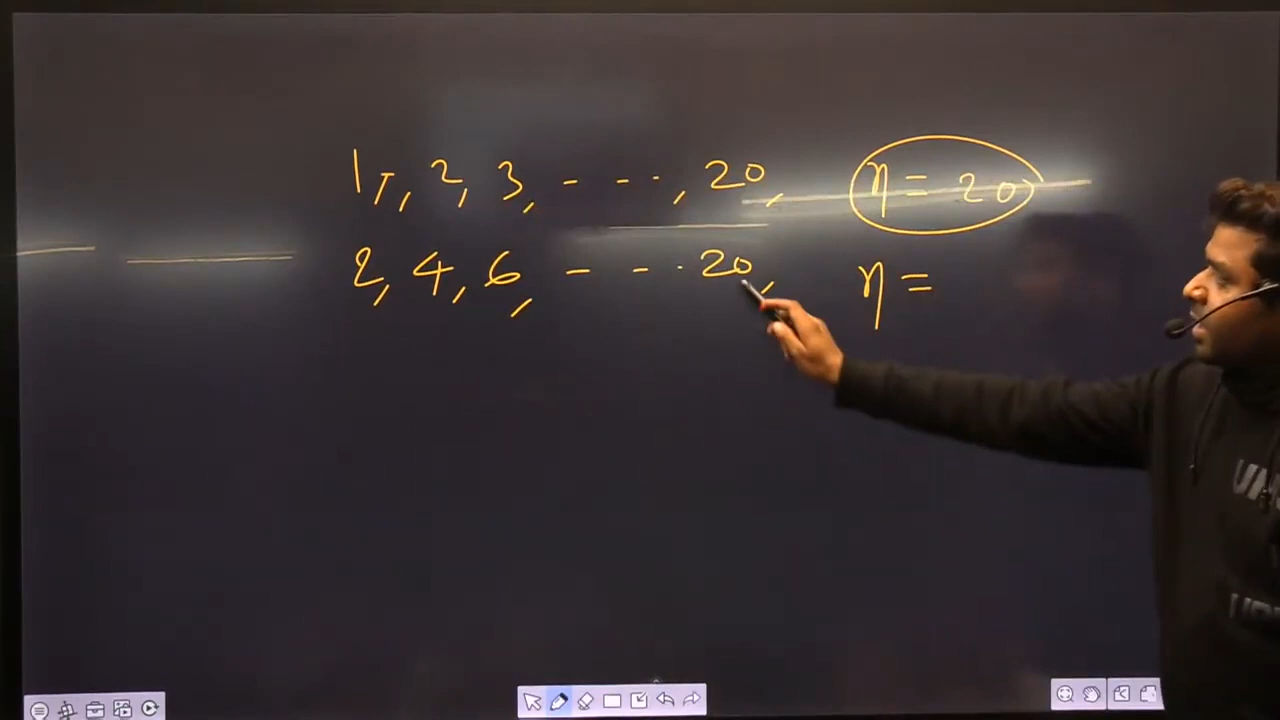 1, 2, 3, - - - ‐ ‐, 20, η = 20
2, 4, 6, - - - 20, η =